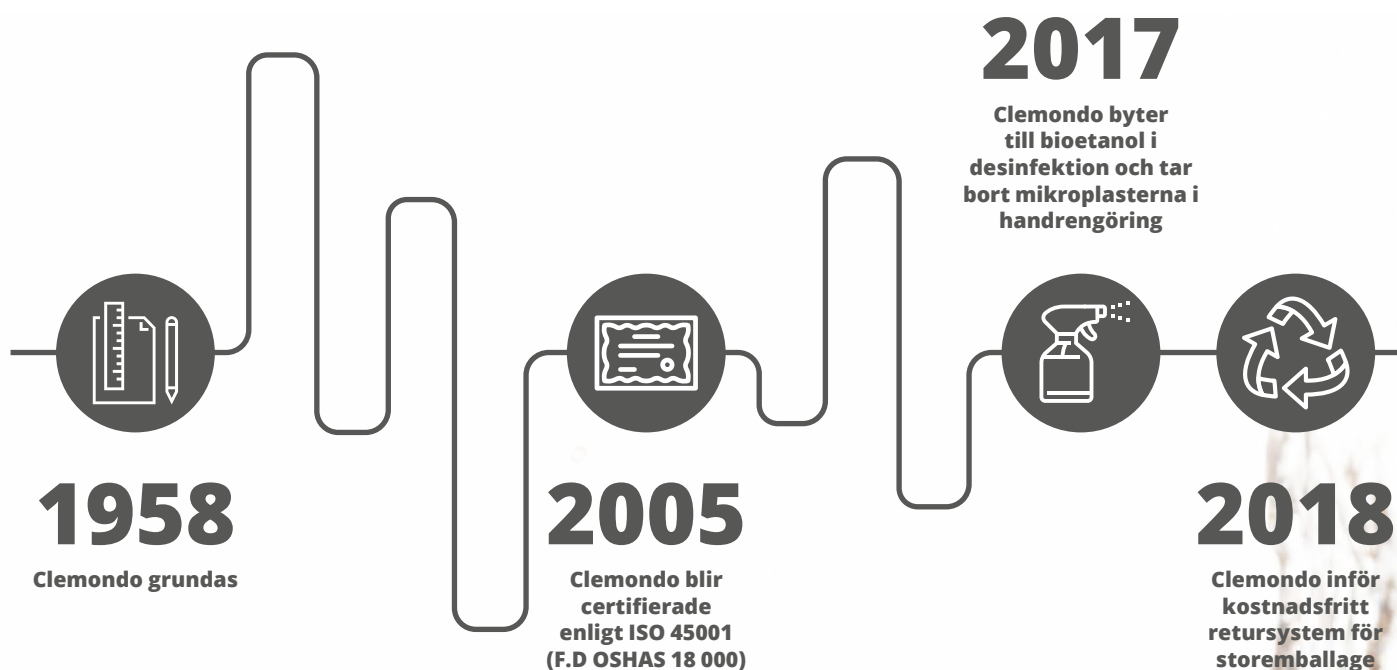 1958
Clemondo grundas
2005
Clemondo blir
certifierade
enligt ISO 45001
(F.D OSHAS 18 000)
2017
Clemondo byter
till bioetanol i
desinfektion och tar
bort mikroplasterna i
handrengöring
2018
Clemondo inför
kostnadsfritt
retursystem för
storemballage